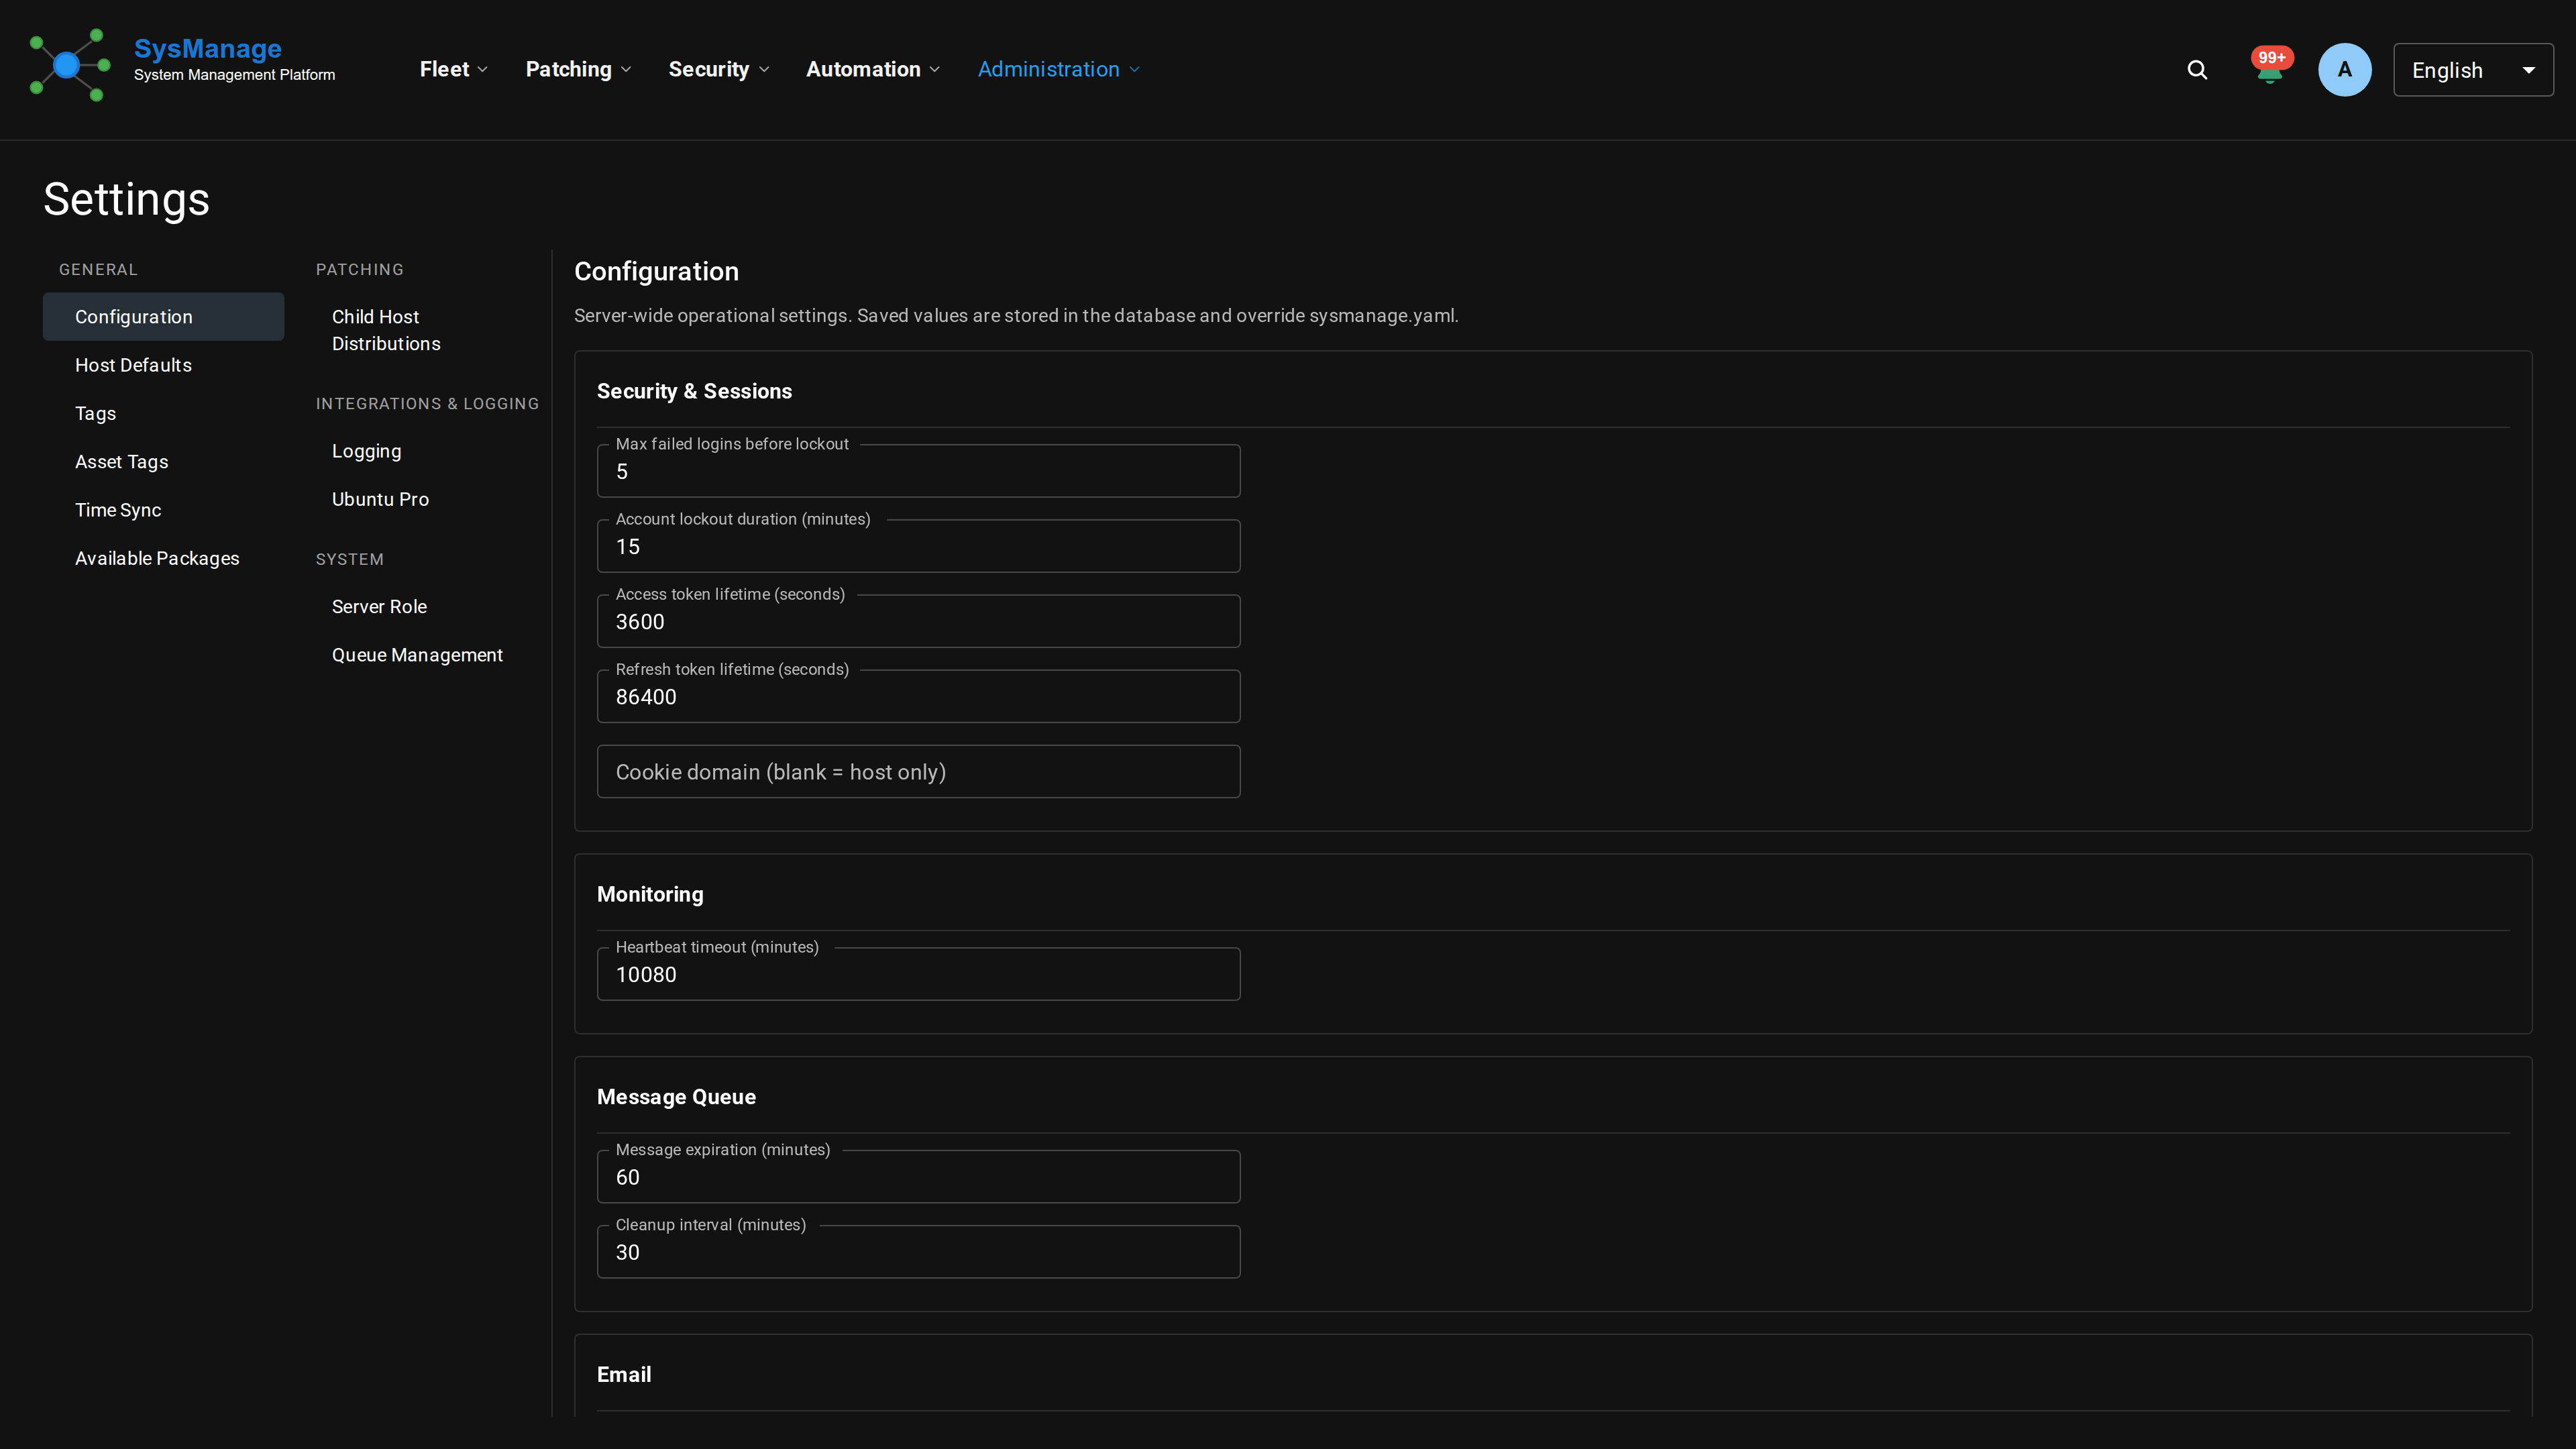 SysManage
System Management Platform
Fleet
Patching
Security
Automation
Administration
99+
A
English
Settings
GENERAL
Configuration
Host Defaults
Tags
Asset Tags
Time Sync
Available Packages
PATCHING
Child Host
Distributions
INTEGRATIONS & LOGGING
Logging
Ubuntu Pro
SYSTEM
Server Role
Queue Management
Configuration
Server-wide operational settings. Saved values are stored in the database and override sysmanage.yaml.
Security & Sessions
Max failed logins before lockout
5
Account lockout duration (minutes)
15
Access token lifetime (seconds)
3600
Refresh token lifetime (seconds)
86400
Cookie domain (blank = host only)
Monitoring
Heartbeat timeout (minutes)
10080
Message Queue
Message expiration (minutes)
60
Cleanup interval (minutes)
30
Email